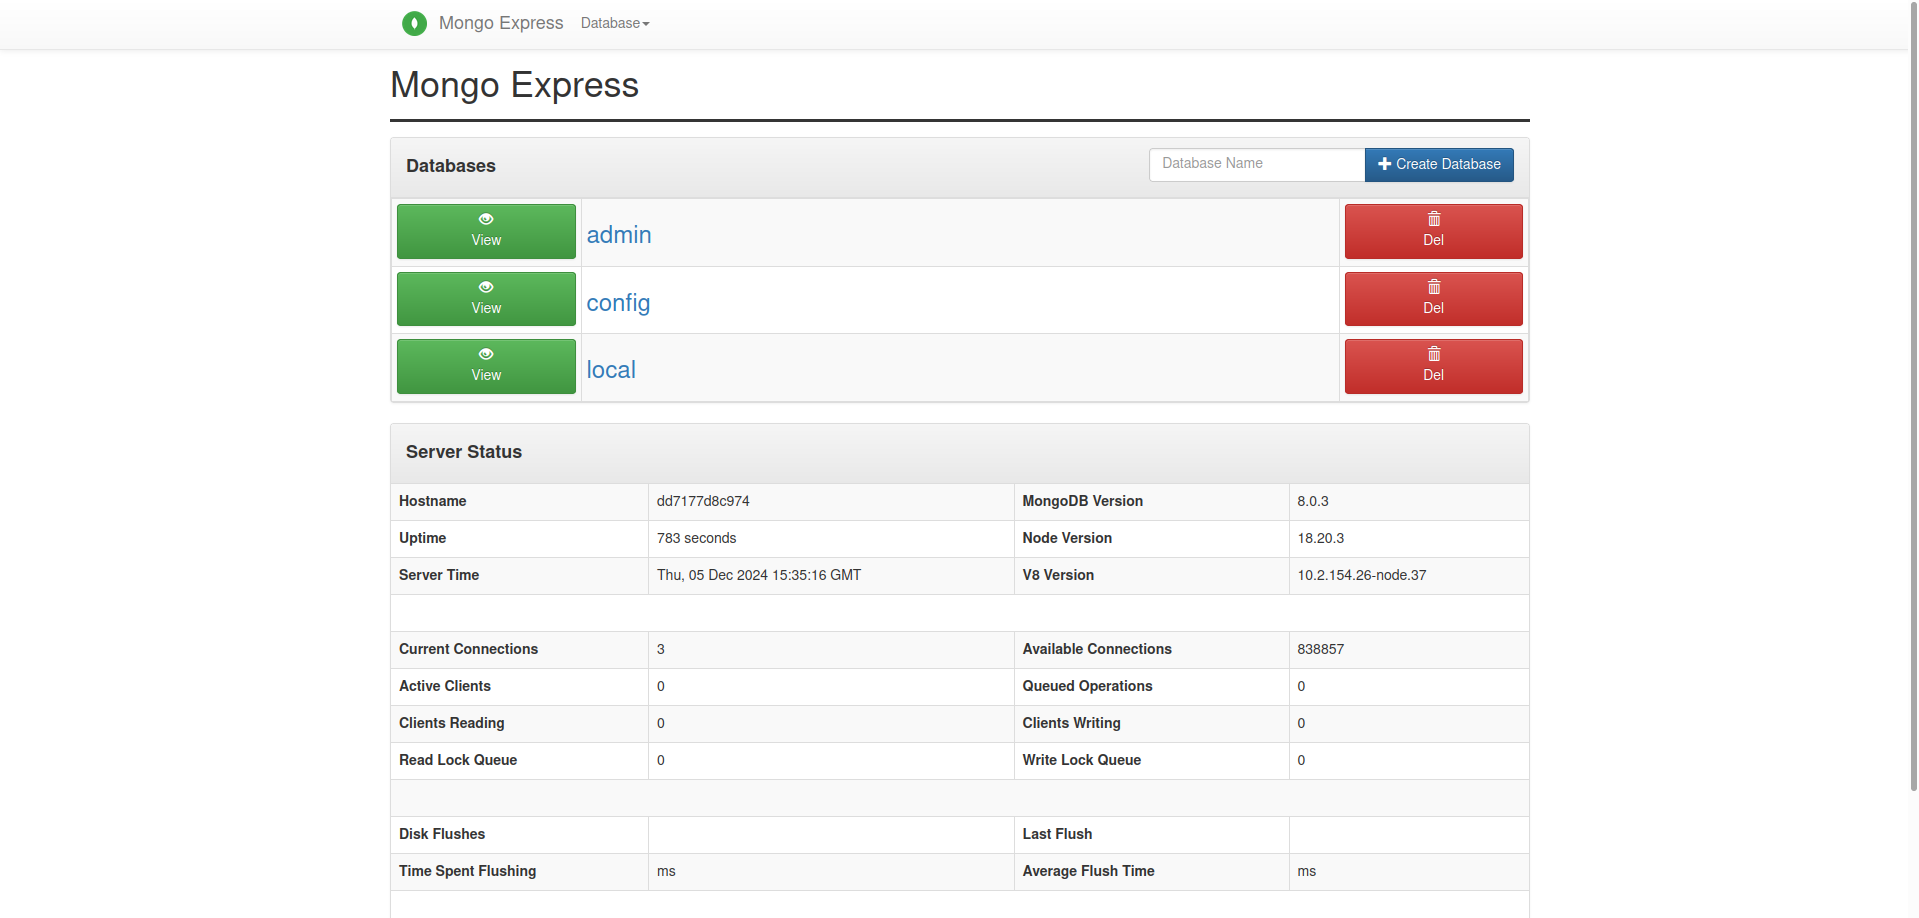 Mongo Express Database
Mongo Express
Databases Database Name Create Database
View admin Del
View config Del
View local Del
Server Status
Hostname dd7177d8c974 MongoDB Version 8.0.3
Uptime 783 seconds Node Version 18.20.3
Server Time Thu, 05 Dec 2024 15:35:16 GMT V8 Version 10.2.154.26-node.37
Current Connections 3 Available Connections 838857
Active Clients 0 Queued Operations 0
Clients Reading 0 Clients Writing 0
Read Lock Queue 0 Write Lock Queue 0
Disk Flushes Last Flush
Time Spent Flushing ms Average Flush Time ms